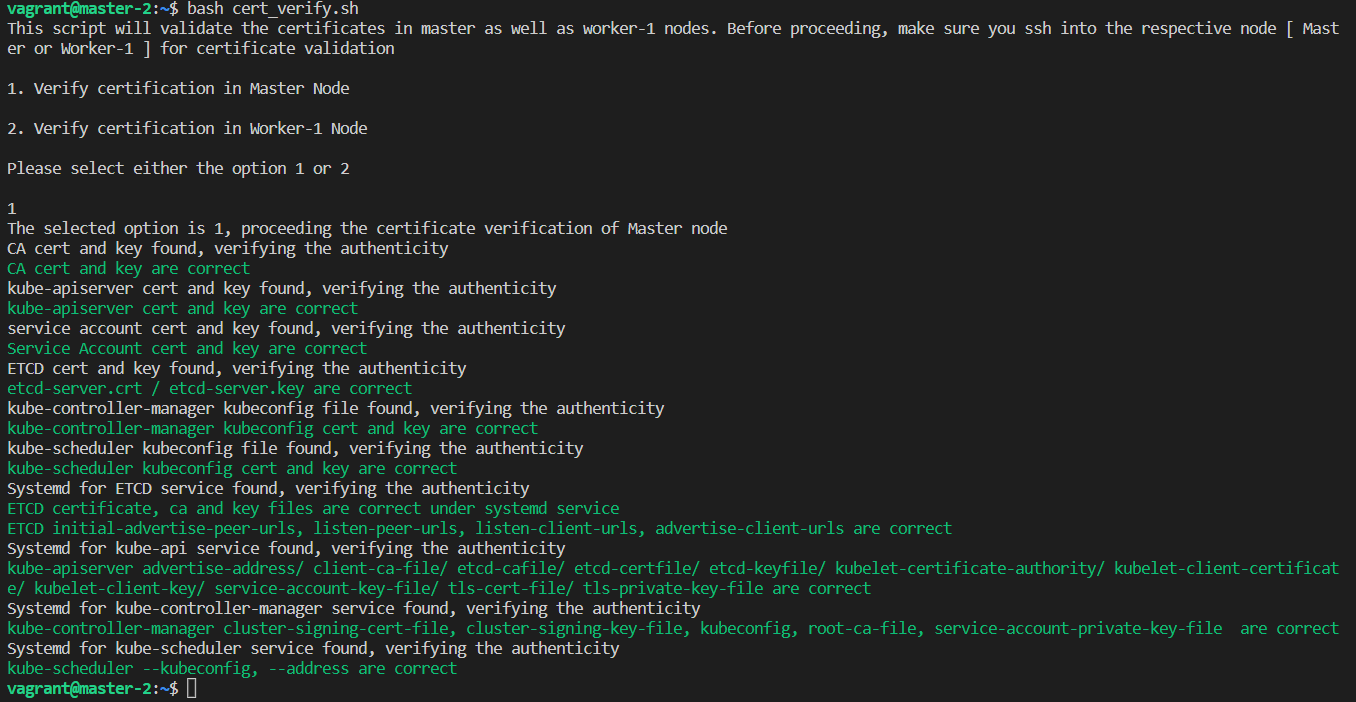 vagrant@master-2:~$ bash cert_verify.sh
This script will validate the certificates in master as well as worker-1 nodes. Before proceeding, make sure you ssh into the respective node [ Mast
er or Worker-1 ] for certificate validation
1. Verify certification in Master Node
2. Verify certification in Worker-1 Node
Please select either the option 1 or 2
1
The selected option is 1, proceeding the certificate verification of Master node
CA cert and key found, verifying the authenticity
CA cert and key are correct
kube-apiserver cert and key found, verifying the authenticity
kube-apiserver cert and key are correct
service account cert and key found, verifying the authenticity
Service Account cert and key are correct
ETCD cert and key found, verifying the authenticity
etcd-server.crt / etcd-server.key are correct
kube-controller-manager kubeconfig file found, verifying the authenticity
kube-controller-manager kubeconfig cert and key are correct
kube-scheduler kubeconfig file found, verifying the authenticity
kube-scheduler kubeconfig cert and key are correct
Systemd for ETCD service found, verifying the authenticity
ETCD certificate, ca and key files are correct under systemd service
ETCD initial-advertise-peer-urls, listen-peer-urls, listen-client-urls, advertise-client-urls are correct
Systemd for kube-api service found, verifying the authenticity
kube-apiserver advertise-address/ client-ca-file/ etcd-cafile/ etcd-certfile/ etcd-keyfile/ kubelet-certificate-authority/ kubelet-client-certificat
e/ kubelet-client-key/ service-account-key-file/ tls-cert-file/ tls-private-key-file are correct
Systemd for kube-controller-manager service found, verifying the authenticity
kube-controller-manager cluster-signing-cert-file, cluster-signing-key-file, kubeconfig, root-ca-file, service-account-private-key-file  are correct
Systemd for kube-scheduler service found, verifying the authenticity
kube-scheduler --kubeconfig, --address are correct
vagrant@master-2:~$